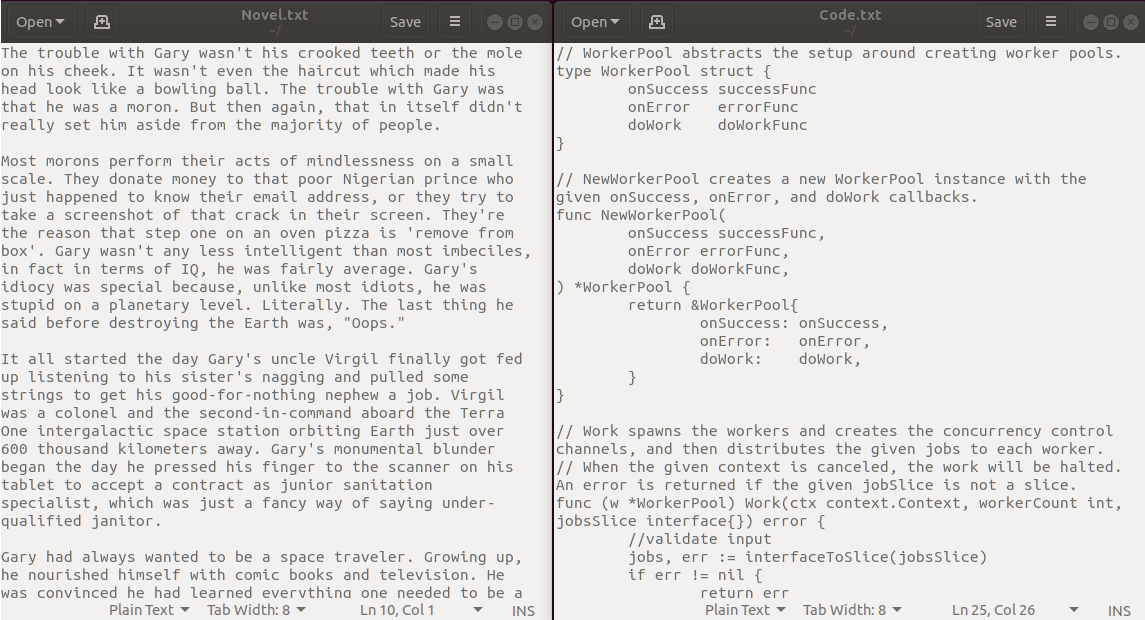 Open Novel.txt Save
~/
The trouble with Gary wasn't his crooked teeth or the mole
on his cheek. It wasn't even the haircut which made his
head look like a bowling ball. The trouble with Gary was
that he was a moron. But then again, that in itself didn't
really set him aside from the majority of people.
Most morons perform their acts of mindlessness on a small
scale. They donate money to that poor Nigerian prince who
just happened to know their email address, or they try to
take a screenshot of that crack in their screen. They're
the reason that step one on an oven pizza is 'remove from
box'. Gary wasn't any less intelligent than most imbeciles,
in fact in terms of IQ, he was fairly average. Gary's
idiocy was special because, unlike most idiots, he was
stupid on a planetary level. Literally. The last thing he
said before destroying the Earth was, "Oops."
It all started the day Gary's uncle Virgil finally got fed
up listening to his sister's nagging and pulled some
strings to get his good-for-nothing nephew a job. Virgil
was a colonel and the second-in-command aboard the Terra
One intergalactic space station orbiting Earth just over
600 thousand kilometers away. Gary's monumental blunder
began the day he pressed his finger to the scanner on his
tablet to accept a contract as junior sanitation
specialist, which was just a fancy way of saying under-
qualified janitor.
Gary had always wanted to be a space traveler. Growing up,
he nourished himself with comic books and television. He
was convinced he had learned everything one needed to be a
Plain Text Tab Width: 8 Ln 10, Col 1 INS
Open Code.txt Save
~/
// WorkerPool abstracts the setup around creating worker pools.
type WorkerPool struct {
        onSuccess successFunc
        onError   errorFunc
        doWork    doWorkFunc
}
// NewWorkerPool creates a new WorkerPool instance with the
given onSuccess, onError, and doWork callbacks.
func NewWorkerPool(
        onSuccess successFunc,
        onError errorFunc,
        doWork doWorkFunc,
) *WorkerPool {
        return &WorkerPool{
                onSuccess: onSuccess,
                onError:   onError,
                doWork:    doWork,
        }
}
// Work spawns the workers and creates the concurrency control
channels, and then distributes the given jobs to each worker.
// When the given context is canceled, the work will be halted.
An error is returned if the given jobSlice is not a slice.
func (w *WorkerPool) Work(ctx context.Context, workerCount int,
jobsSlice interface{}) error {
        //validate input
        jobs, err := interfaceToSlice(jobsSlice)
        if err != nil {
                return err
Plain Text Tab Width: 8 Ln 25, Col 26 INS